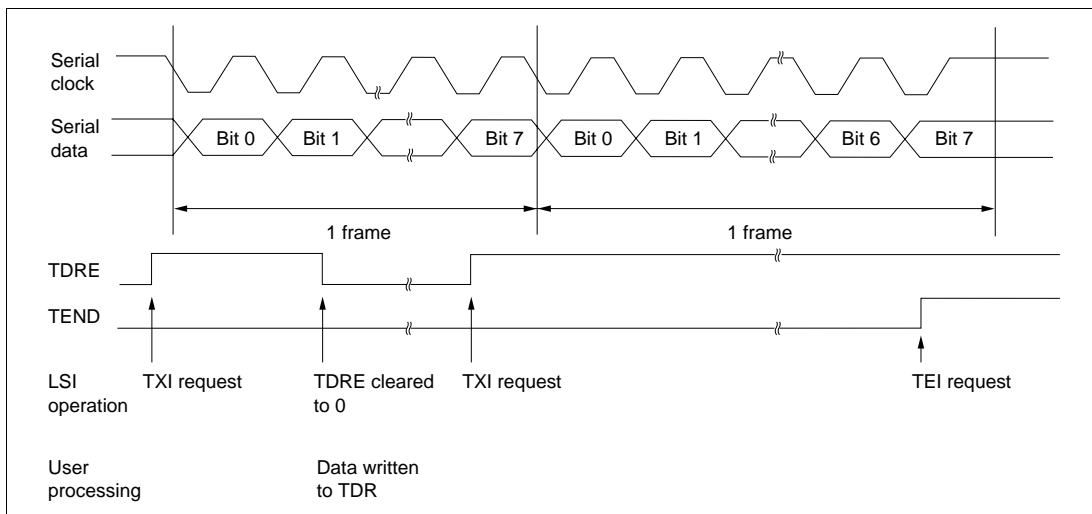 Serial
clock
Serial
data
Bit 0
Bit 1
Bit 7
Bit 0
Bit 1
Bit 6
Bit 7
1 frame
1 frame
TDRE
TEND
LSI
operation
TXI request
TDRE cleared
to 0
TXI request
TEI request
User
processing
Data written
to TDR